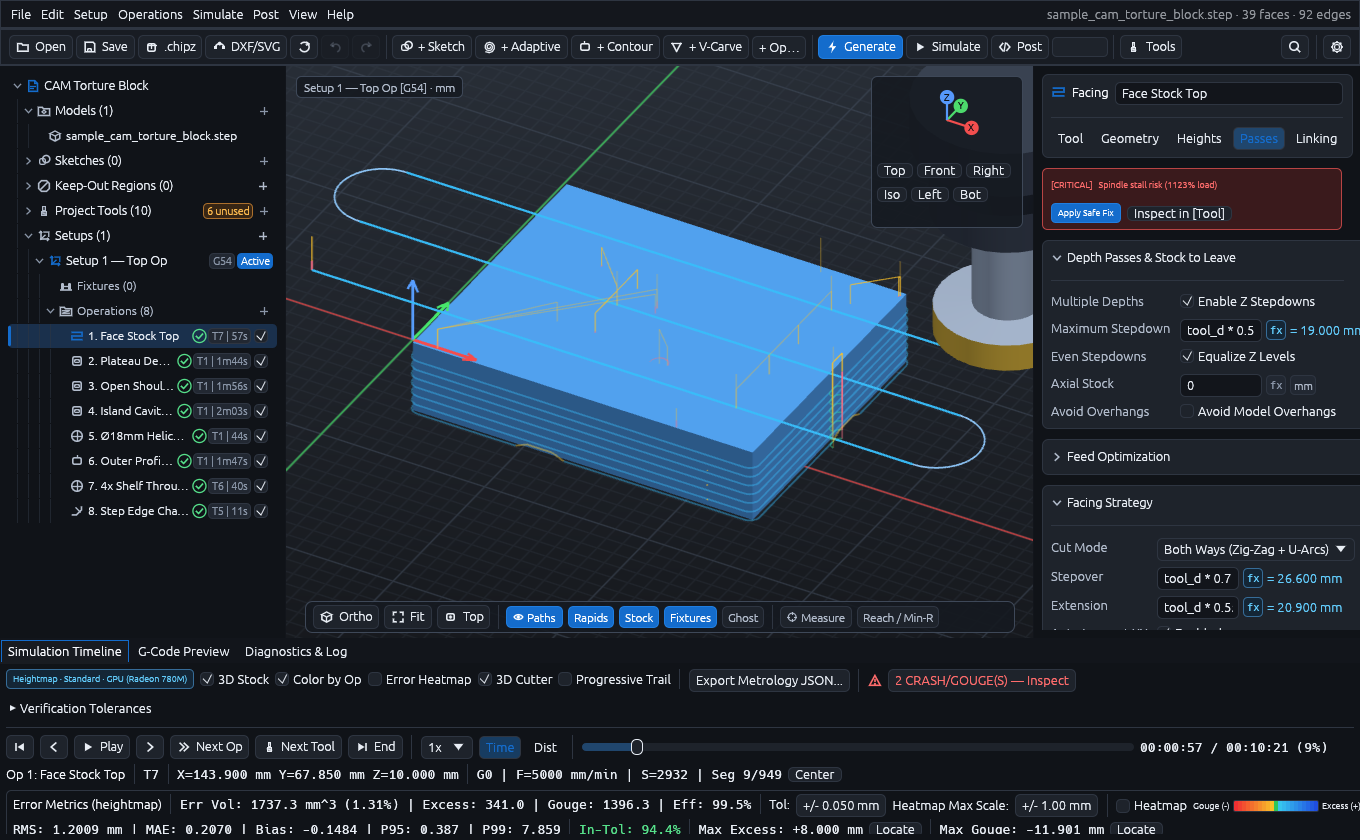 File Edit Setup Operations Simulate Post View Help
sample_cam_torture_block.step · 39 faces · 92 edges
Open Save .chipz DXF/SVG + Sketch + Adaptive + Contour + V-Carve + Op... Generate Simulate Post Tools
CAM Torture Block
Models (1) +
sample_cam_torture_block.step
Sketches (0) +
Keep-Out Regions (0) +
Project Tools (10) 6 unused +
Setups (1) +
Setup 1 — Top Op G54 Active
Fixtures (0)
Operations (8) +
1. Face Stock Top T7 | 57s
2. Plateau De... T1 | 1m44s
3. Open Shoul... T1 | 1m56s
4. Island Cavit... T1 | 2m03s
5. Ø18mm Helic... T1 | 44s
6. Outer Profi... T1 | 1m47s
7. 4x Shelf Throu... T6 | 40s
8. Step Edge Cha... T5 | 11s
Setup 1 — Top Op [G54] · mm
Z
Y
X
Top Front Right
Iso Left Bot
Ortho Fit Top Paths Rapids Stock Fixtures Ghost Measure Reach / Min-R
Facing Face Stock Top
Tool Geometry Heights Passes Linking
[CRITICAL] Spindle stall risk (1123% load)
Apply Safe Fix Inspect in [Tool]
Depth Passes & Stock to Leave
Multiple Depths Enable Z Stepdowns
Maximum Stepdown tool_d * 0.5 fx = 19.000 mm
Even Stepdowns Equalize Z Levels
Axial Stock 0 fx mm
Avoid Overhangs Avoid Model Overhangs
Feed Optimization
Facing Strategy
Cut Mode Both Ways (Zig-Zag + U-Arcs)
Stepover tool_d * 0.7 fx = 26.600 mm
Extension tool_d * 0.5. fx = 20.900 mm
Simulation Timeline G-Code Preview Diagnostics & Log
Heightmap · Standard · GPU (Radeon 780M) 3D Stock Color by Op Error Heatmap 3D Cutter Progressive Trail Export Metrology JSON... 2 CRASH/GOUGE(S) — Inspect
Verification Tolerances
Play Next Op Next Tool End 1x Time Dist 00:00:57 / 00:10:21 (9%)
Op 1: Face Stock Top T7 X=143.900 mm Y=67.850 mm Z=10.000 mm G0 | F=5000 mm/min | S=2932 | Seg 9/949 Center
Error Metrics (heightmap) Err Vol: 1737.3 mm^3 (1.31%) | Excess: 341.0 | Gouge: 1396.3 | Eff: 99.5% Tol: +/- 0.050 mm Heatmap Max Scale: +/- 1.00 mm Heatmap Gouge (-) Excess (+)
RMS: 1.2009 mm | MAE: 0.2070 | Bias: -0.1484 | P95: 0.387 | P99: 7.859 In-Tol: 94.4% Max Excess: +8.000 mm Locate Max Gouge: -11.901 mm Locate